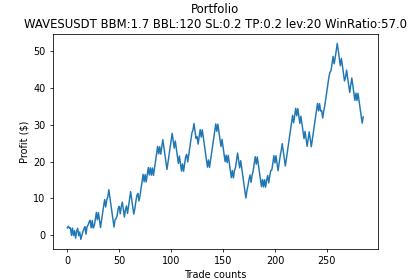 Portfolio
WAVESUSDT BBM:1.7 BBL:120 SL:0.2 TP:0.2 lev:20 WinRatio:57.0
50
40
30
20
10
0
Profit ($)
0 50 100 150 200 250
Trade counts